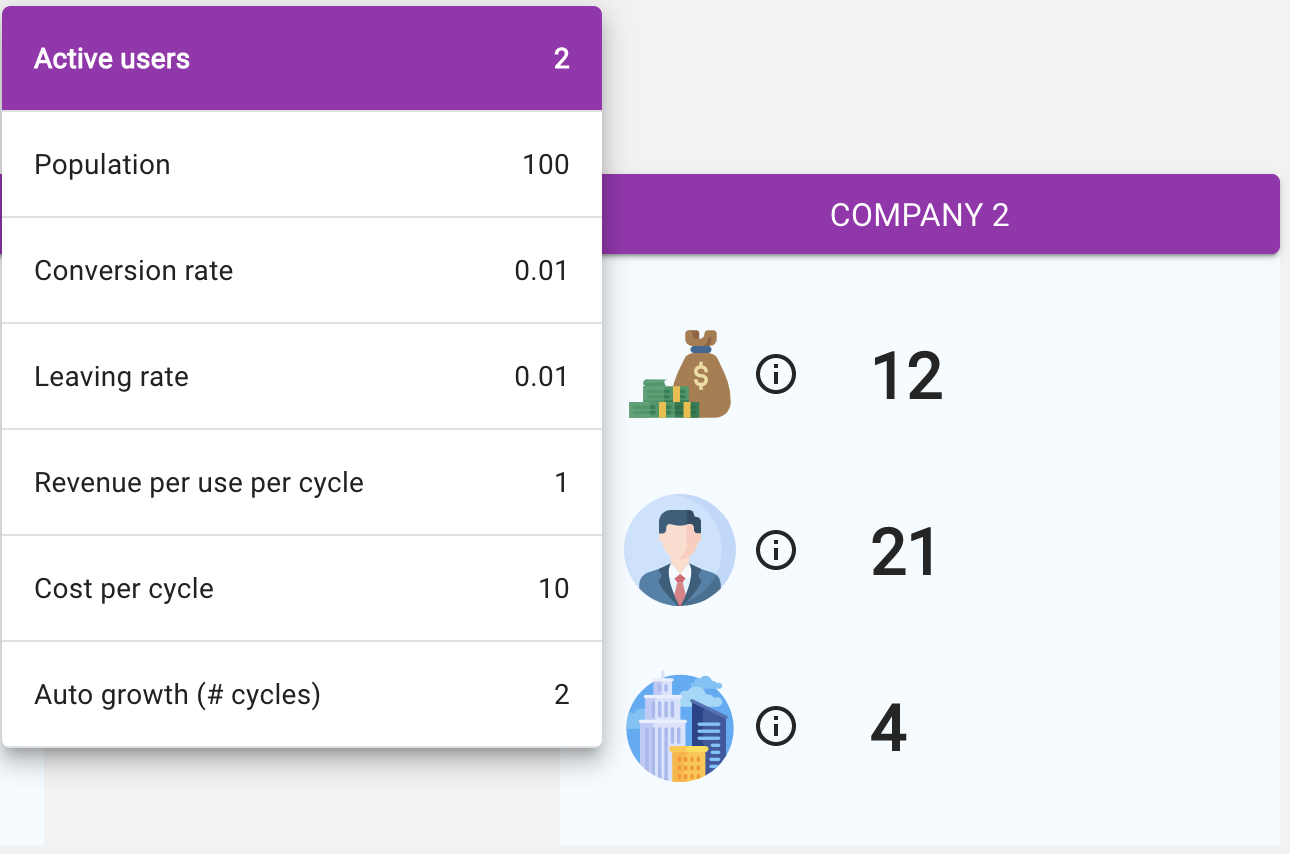 Active users 2
Population 100
Conversion rate 0.01
Leaving rate 0.01
Revenue per use per cycle 1
Cost per cycle 10
Auto growth (# cycles) 2
COMPANY 2
$
12
21
4